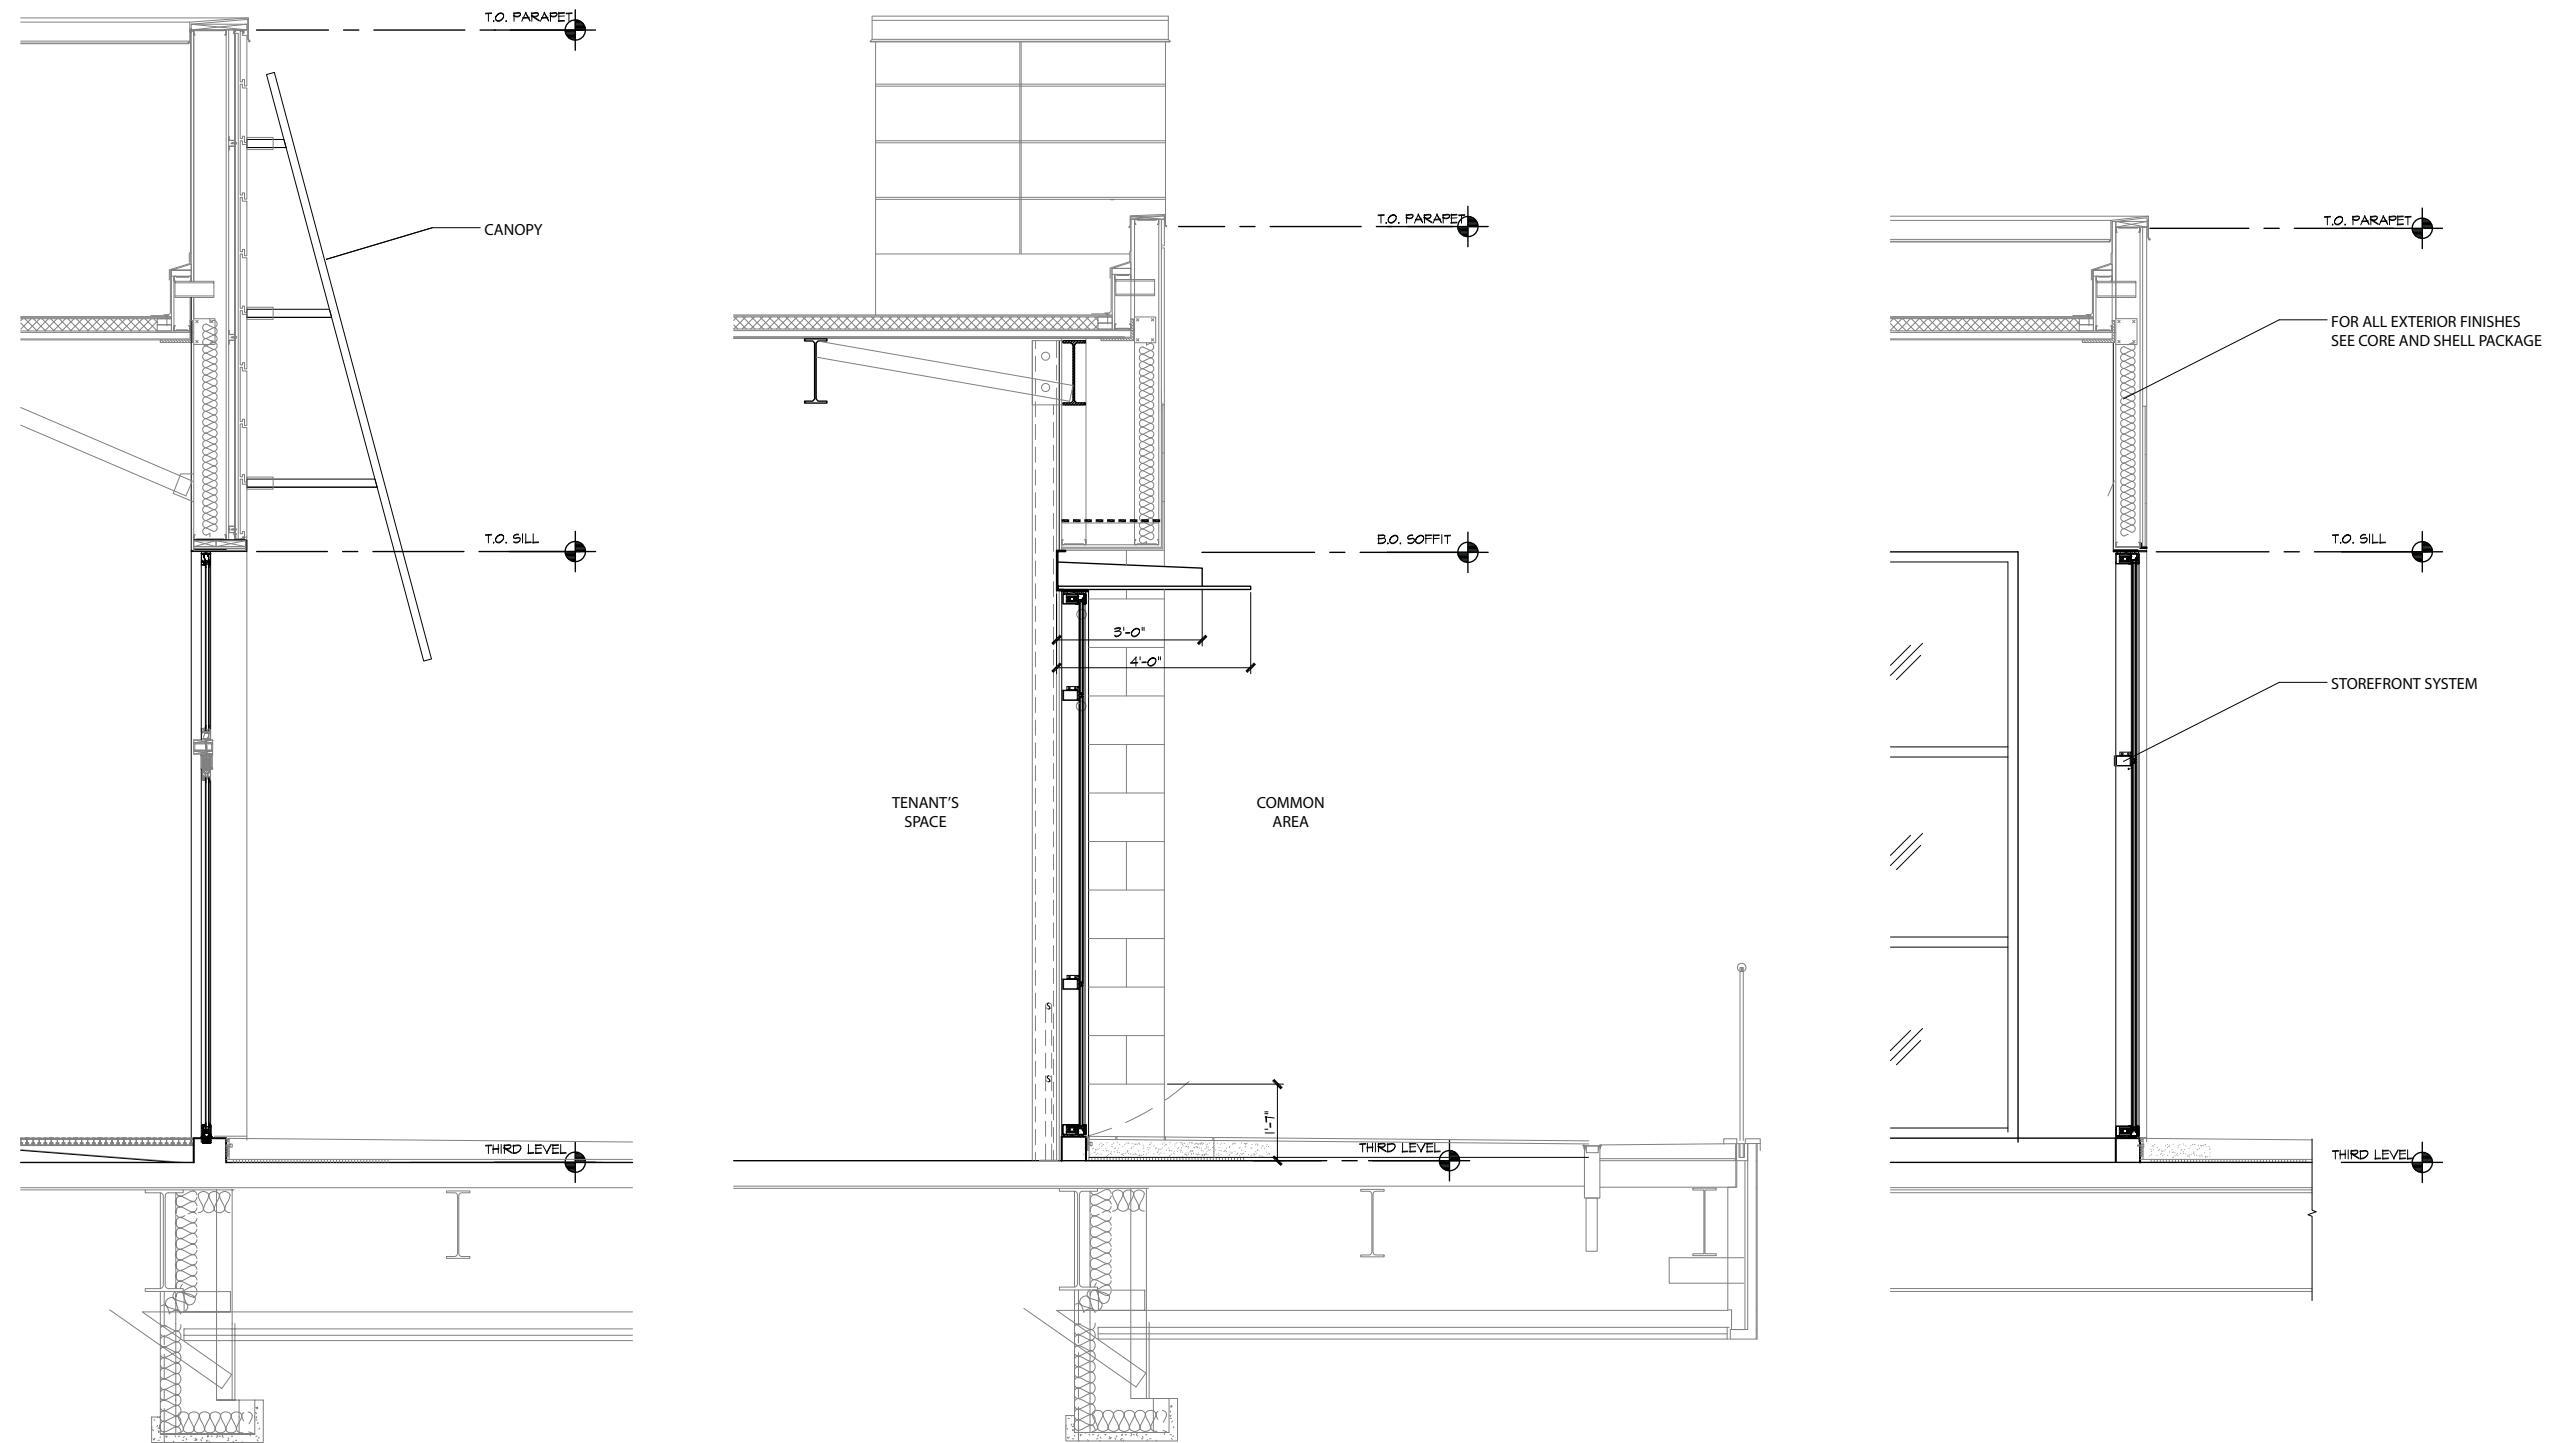 T.O. PARAPET
CANOPY
T.O. SILL
THIRD LEVEL
T.O. PARAPET
B.O. SOFFIT
3'-0"
4'-0"
TENANT’S
SPACE
COMMON
AREA
S
S
1'-7"
THIRD LEVEL
T.O. PARAPET
FOR ALL EXTERIOR FINISHES
SEE CORE AND SHELL PACKAGE
T.O. SILL
STOREFRONT SYSTEM
THIRD LEVEL